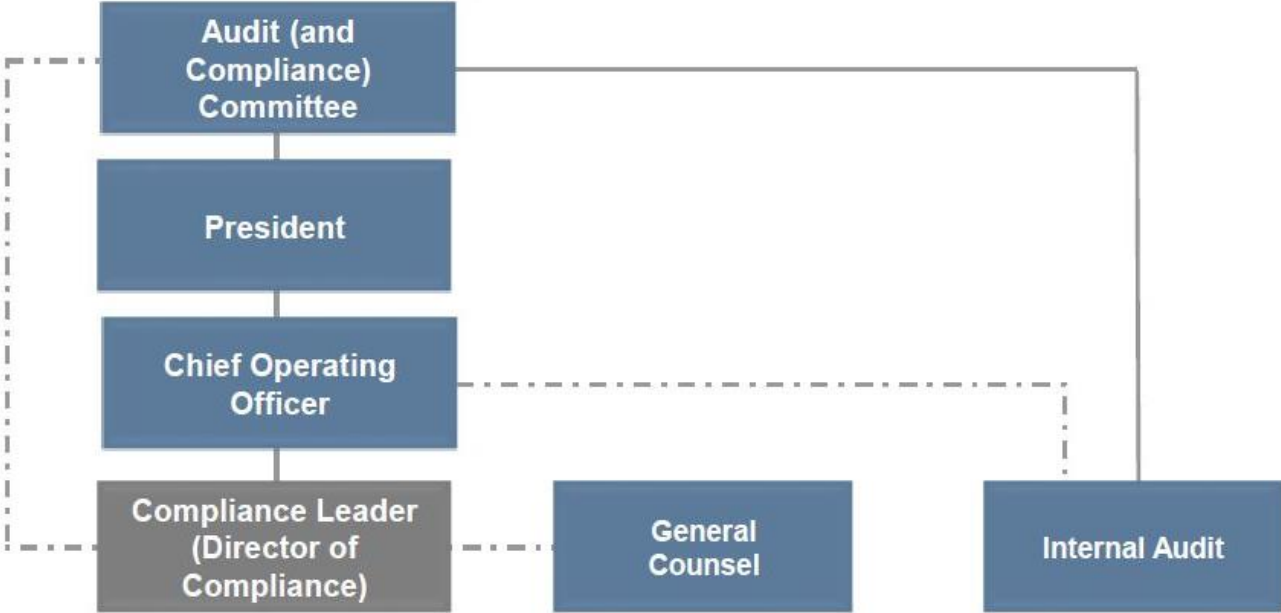 Audit (and
Compliance)
Committee
President
Chief Operating
Officer
Compliance Leader
(Director of
Compliance)
General
Counsel
Internal Audit